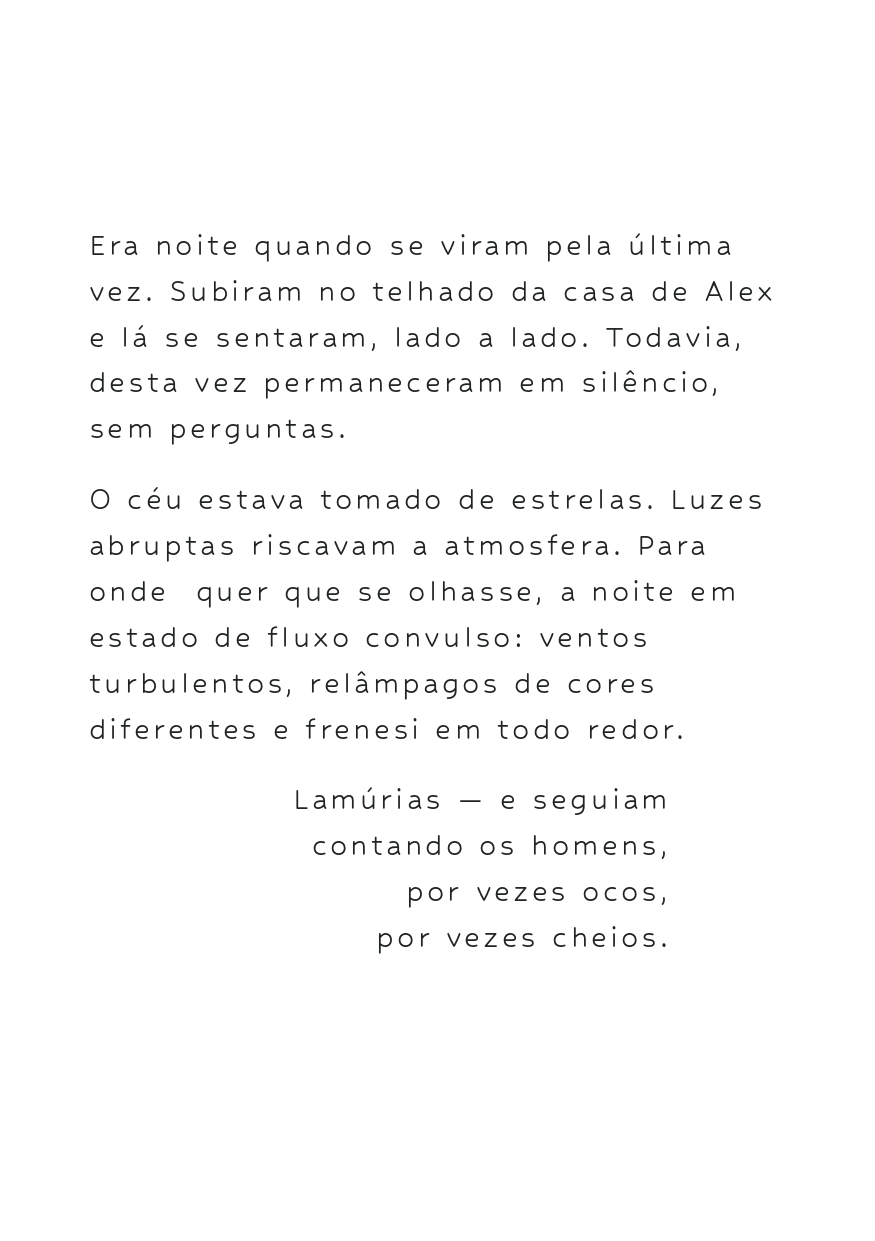 Era noite quando se viram pela última
vez. Subiram no telhado da casa de Alex
e lá se sentaram, lado a lado. Todavia,
desta vez permaneceram em silêncio,
sem perguntas.
O céu estava tomado de estrelas. Luzes
abruptas riscavam a atmosfera. Para
onde  quer que se olhasse, a noite em
estado de fluxo convulso: ventos
turbulentos, relâmpagos de cores
diferentes e frenesi em todo redor.
Lamúrias — e seguiam
contando os homens,
por vezes ocos,
por vezes cheios.